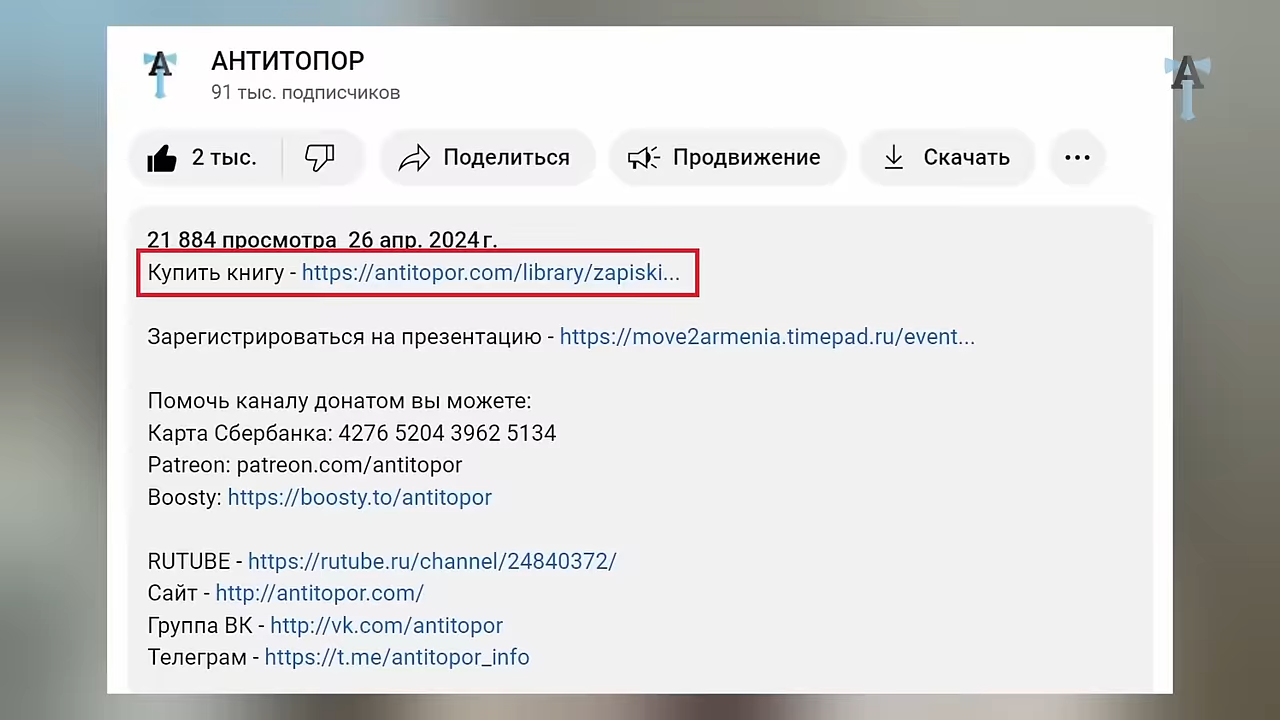 АНТИТОПОР
91 тыс. подписчиков
2 тыс.
Поделиться
Продвижение
Скачать
21 884 просмотра 26 апр. 2024 г.
Купить книгу - https://antitopor.com/library/zapiski...
Зарегистрироваться на презентацию - https://move2armenia.timepad.ru/event...
Помочь каналу донатом вы можете:
Карта Сбербанка: 4276 5204 3962 5134
Patreon: patreon.com/antitopor
Boosty: https://boosty.to/antitopor
RUTUBE - https://rutube.ru/channel/24840372/
Сайт - http://antitopor.com/
Группа ВК - http://vk.com/antitopor
Телеграм - https://t.me/antitopor_info